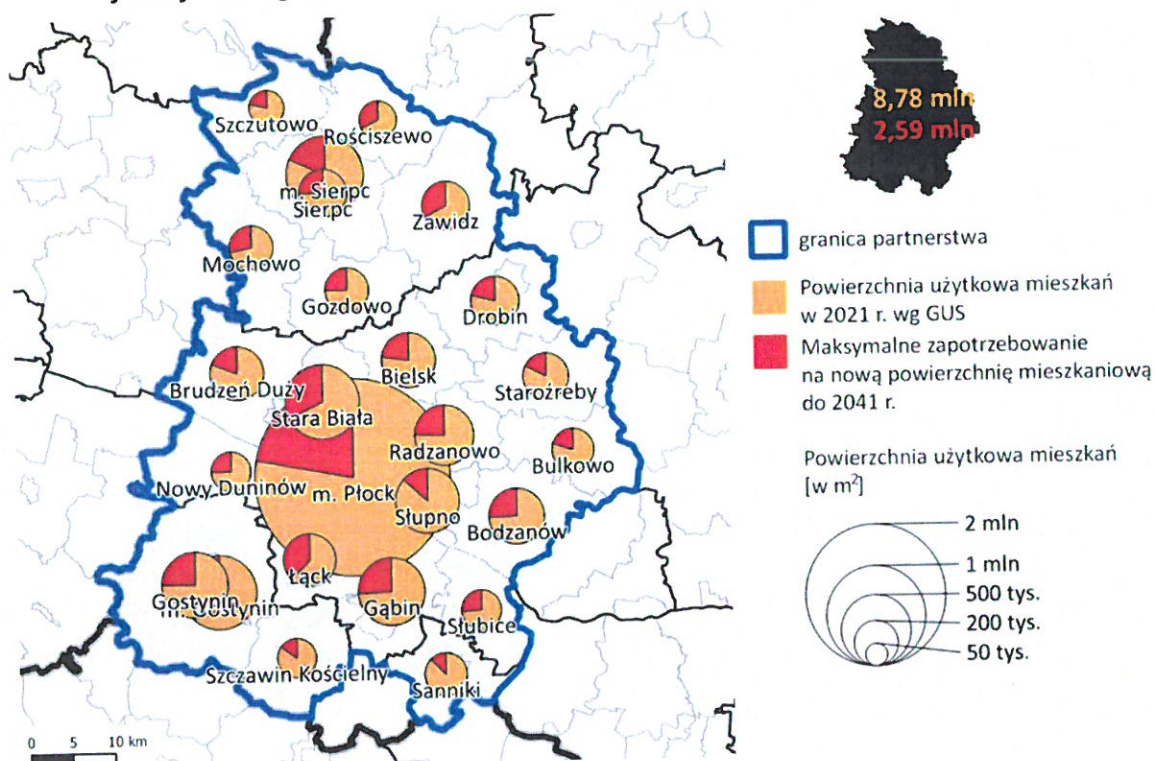 Szczutowo
Rościszewo
m. Sierpc
Sierpc
Zawidz
Mochowo
Gozdowo
Drobin
Brudzeń Duży
Bielsk
Staroźreby
Stara Biała
Radzanowo
Bulkowo
Nowy Duninów
m. Płock
Słupno
Bodzanów
Łąck
Gostynin
m. Gostynin
Gąbin
Słubice
Szczawin Kościelny
Sanniki
0 5 10 km
8,78 mln
2,59 mln
granica partnerstwa
Powierzchnia użytkowa mieszkań
w 2021 r. wg GUS
Maksymalne zapotrzebowanie
na nową powierzchnię mieszkaniową
do 2041 r.
Powierzchnia użytkowa mieszkań
[w m²]
2 mln
1 mln
500 tys.
200 tys.
50 tys.